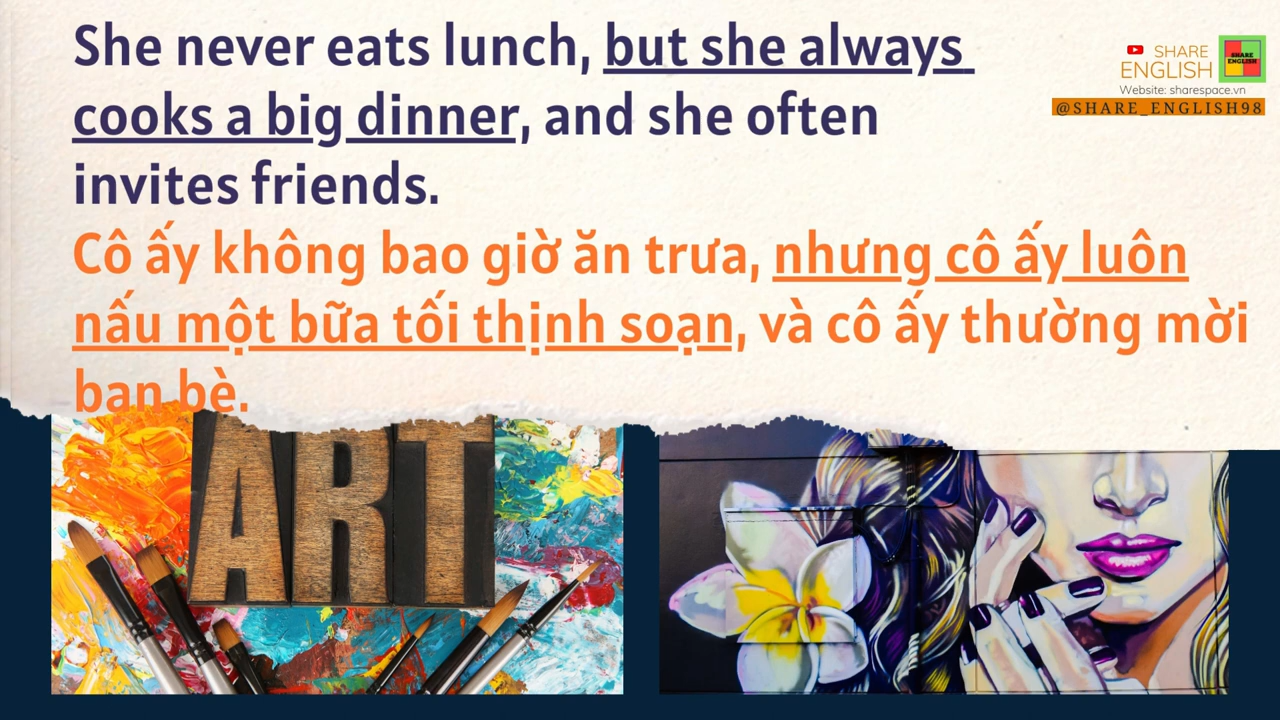 She never eats lunch, but she always
cooks a big dinner, and she often
invites friends.
Cô ấy không bao giờ ăn trưa, nhưng cô ấy luôn
nấu một bữa tối thịnh soạn, và cô ấy thường mời
bạn bè.
SHARE
ENGLISH
SHARE
ENGLISH
Website: sharespace.vn
@SHARE_ENGLISH98
ART